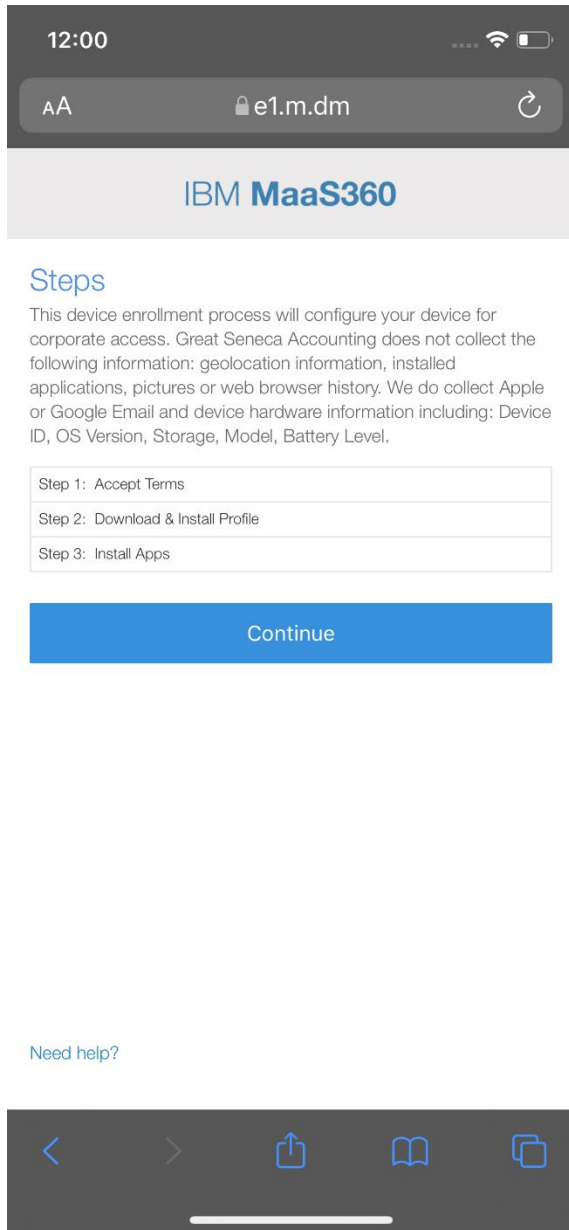 12:00
AA e1.m.dm
IBM MaaS360
Steps
This device enrollment process will configure your device for
corporate access. Great Seneca Accounting does not collect the
following information: geolocation information, installed
applications, pictures or web browser history. We do collect Apple
or Google Email and device hardware information including: Device
ID, OS Version, Storage, Model, Battery Level.
Step 1: Accept Terms
Step 2: Download & Install Profile
Step 3: Install Apps
Continue
Need help?